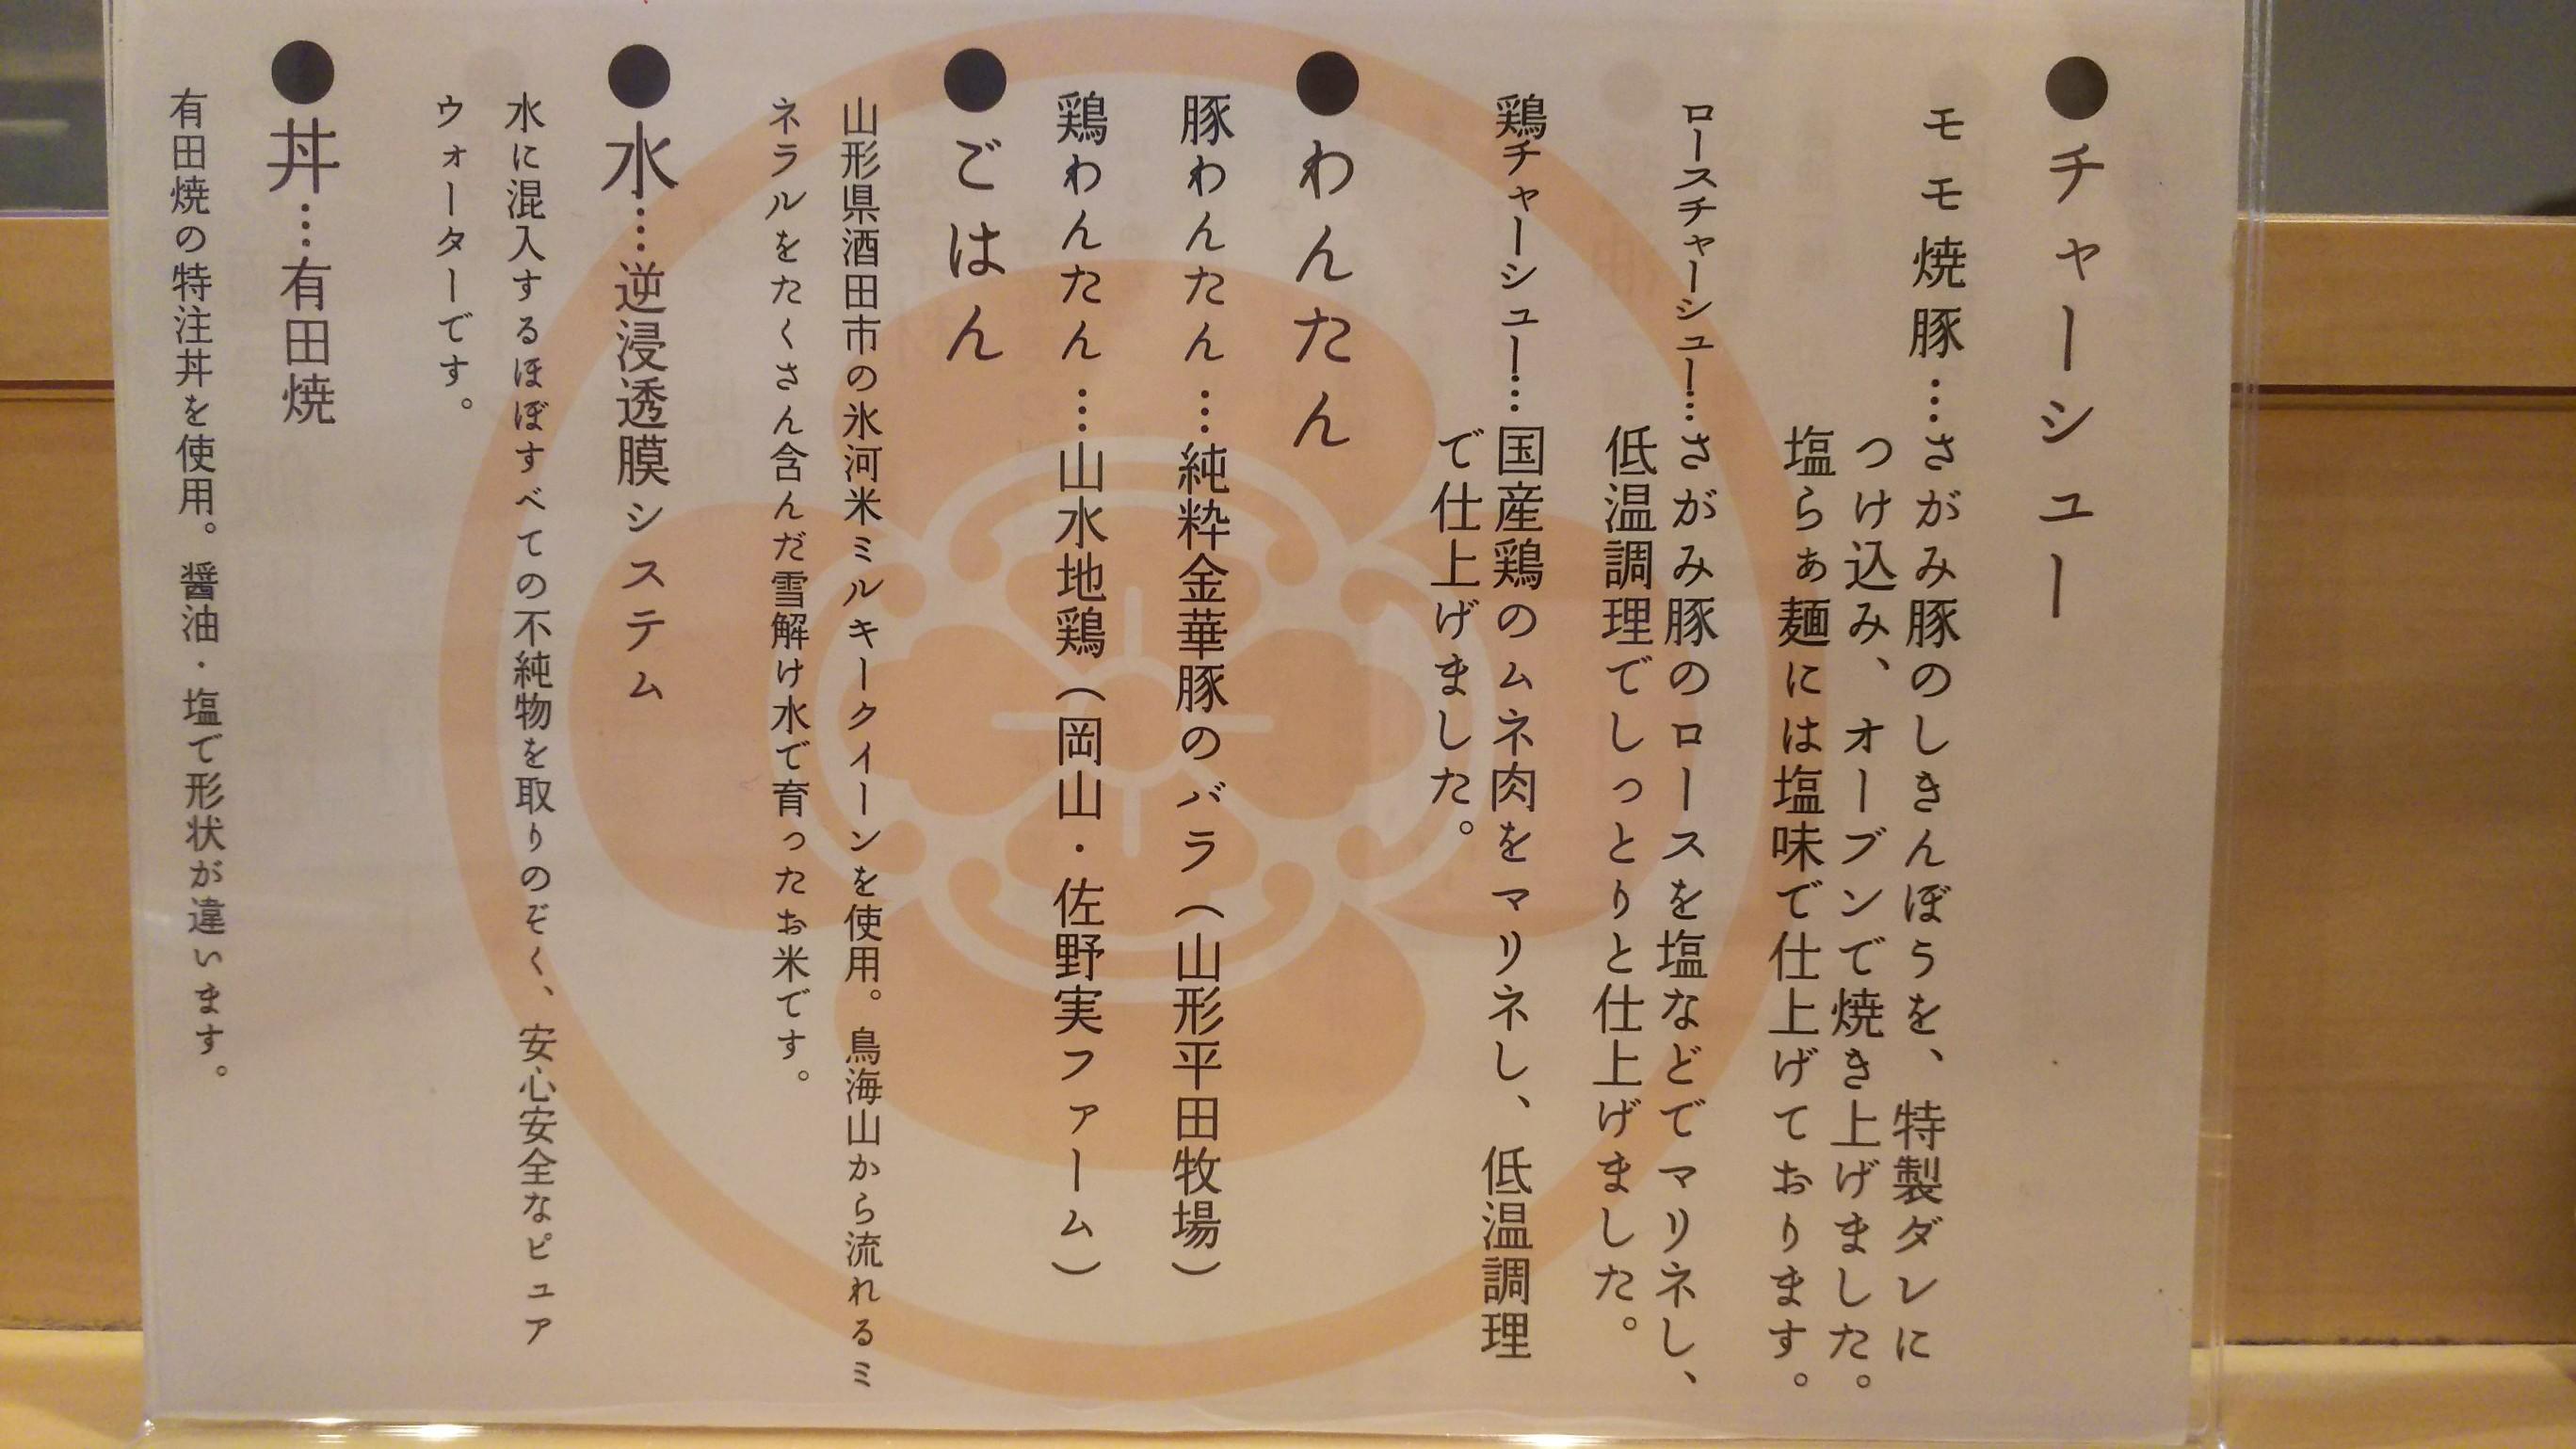 ●チャーシュー
モモ焼豚…さがみ豚のしきんぼうを、特製ダレに
つけ込み、オーブンで焼き上げました。
塩らぁ麺には塩味で仕上げております。
ロースチャーシュー…さがみ豚のロースを塩などでマリネし、
低温調理でしっとりと仕上げました。
鶏チャーシュー…国産鶏のムネ肉をマリネし、低温調理
で仕上げました。
●わんたん
豚わんたん…純粋金華豚のバラ（山形平田牧場）
鶏わんたん…山水地鶏（岡山・佐野実ファーム）
●ごはん
山形県酒田市の氷河米ミルキークイーンを使用。鳥海山から流れるミ
ネラルをたくさん含んだ雪解け水で育ったお米です。
●水…逆浸透膜システム
水に混入するほぼすべての不純物を取りのぞく、安心安全なピュア
ウォーターです。
●丼…有田焼
有田焼の特注丼を使用。醤油・塩で形状が違います。